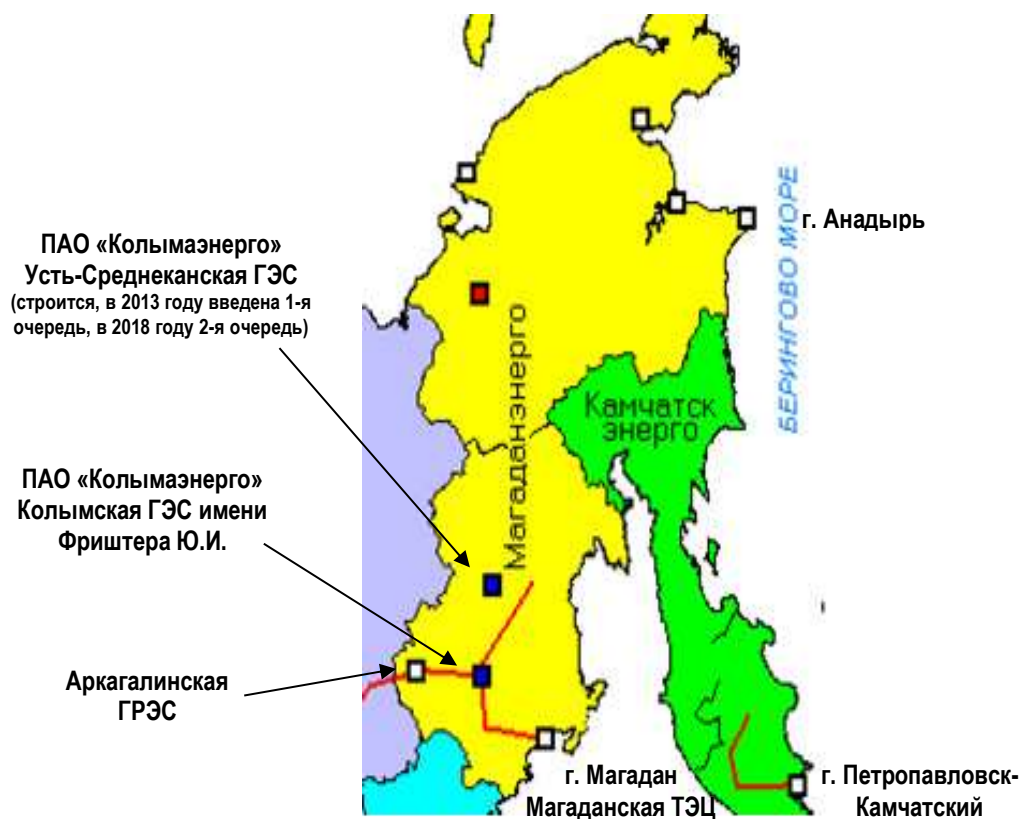 ПАО «Колымаэнерго»
Усть-Среднеканская ГЭС
(строится, в 2013 году введена 1-я
очередь, в 2018 году 2-я очередь)
ПАО «Колымаэнерго»
Колымская ГЭС имени
Фриштера Ю.И.
Аркагалинская
ГРЭС
Магаданэнерго
Камчатск
энерго
БЕРИНГОВО МОРЕ
г. Анадырь
г. Магадан
Магаданская ТЭЦ
г. Петропавловск-
Камчатский